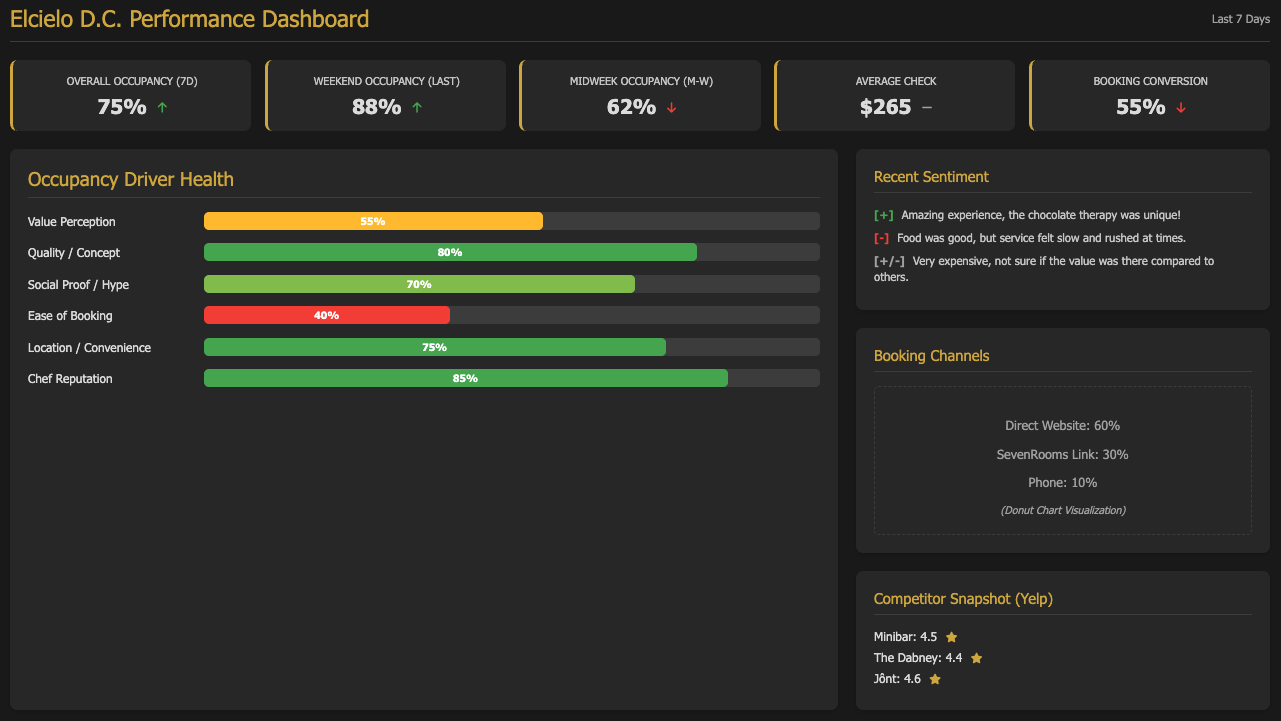 Elcielo D.C. Performance Dashboard
Last 7 Days
OVERALL OCCUPANCY (7D)
75% ↑
WEEKEND OCCUPANCY (LAST)
88% ↑
MIDWEEK OCCUPANCY (M-W)
62% ↓
AVERAGE CHECK
$265 –
BOOKING CONVERSION
55% ↓
Occupancy Driver Health
Value Perception
55%
Quality / Concept
80%
Social Proof / Hype
70%
Ease of Booking
40%
Location / Convenience
75%
Chef Reputation
85%
Recent Sentiment
[+] Amazing experience, the chocolate therapy was unique!
[-] Food was good, but service felt slow and rushed at times.
[+/-] Very expensive, not sure if the value was there compared to
others.
Booking Channels
Direct Website: 60%
SevenRooms Link: 30%
Phone: 10%
(Donut Chart Visualization)
Competitor Snapshot (Yelp)
Minibar: 4.5 ★
The Dabney: 4.4 ★
Jônt: 4.6 ★